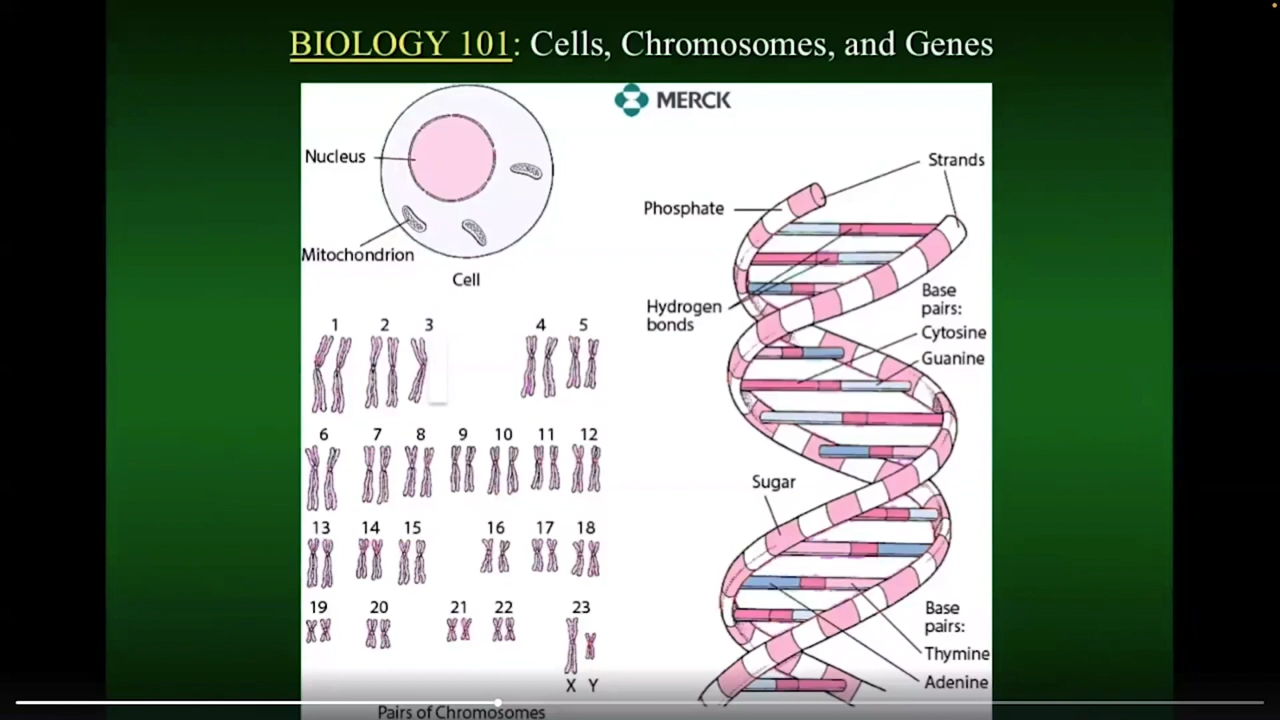 BIOLOGY 101: Cells, Chromosomes, and Genes
MERCK
Nucleus
Mitochondrion
Cell
1 2 3 4 5
6 7 8 9 10 11 12
13 14 15 16 17 18
19 20 21 22 23
X Y
Pairs of Chromosomes
Strands
Phosphate
Hydrogen
bonds
Base
pairs:
Cytosine
Guanine
Sugar
Base
pairs:
Thymine
Adenine